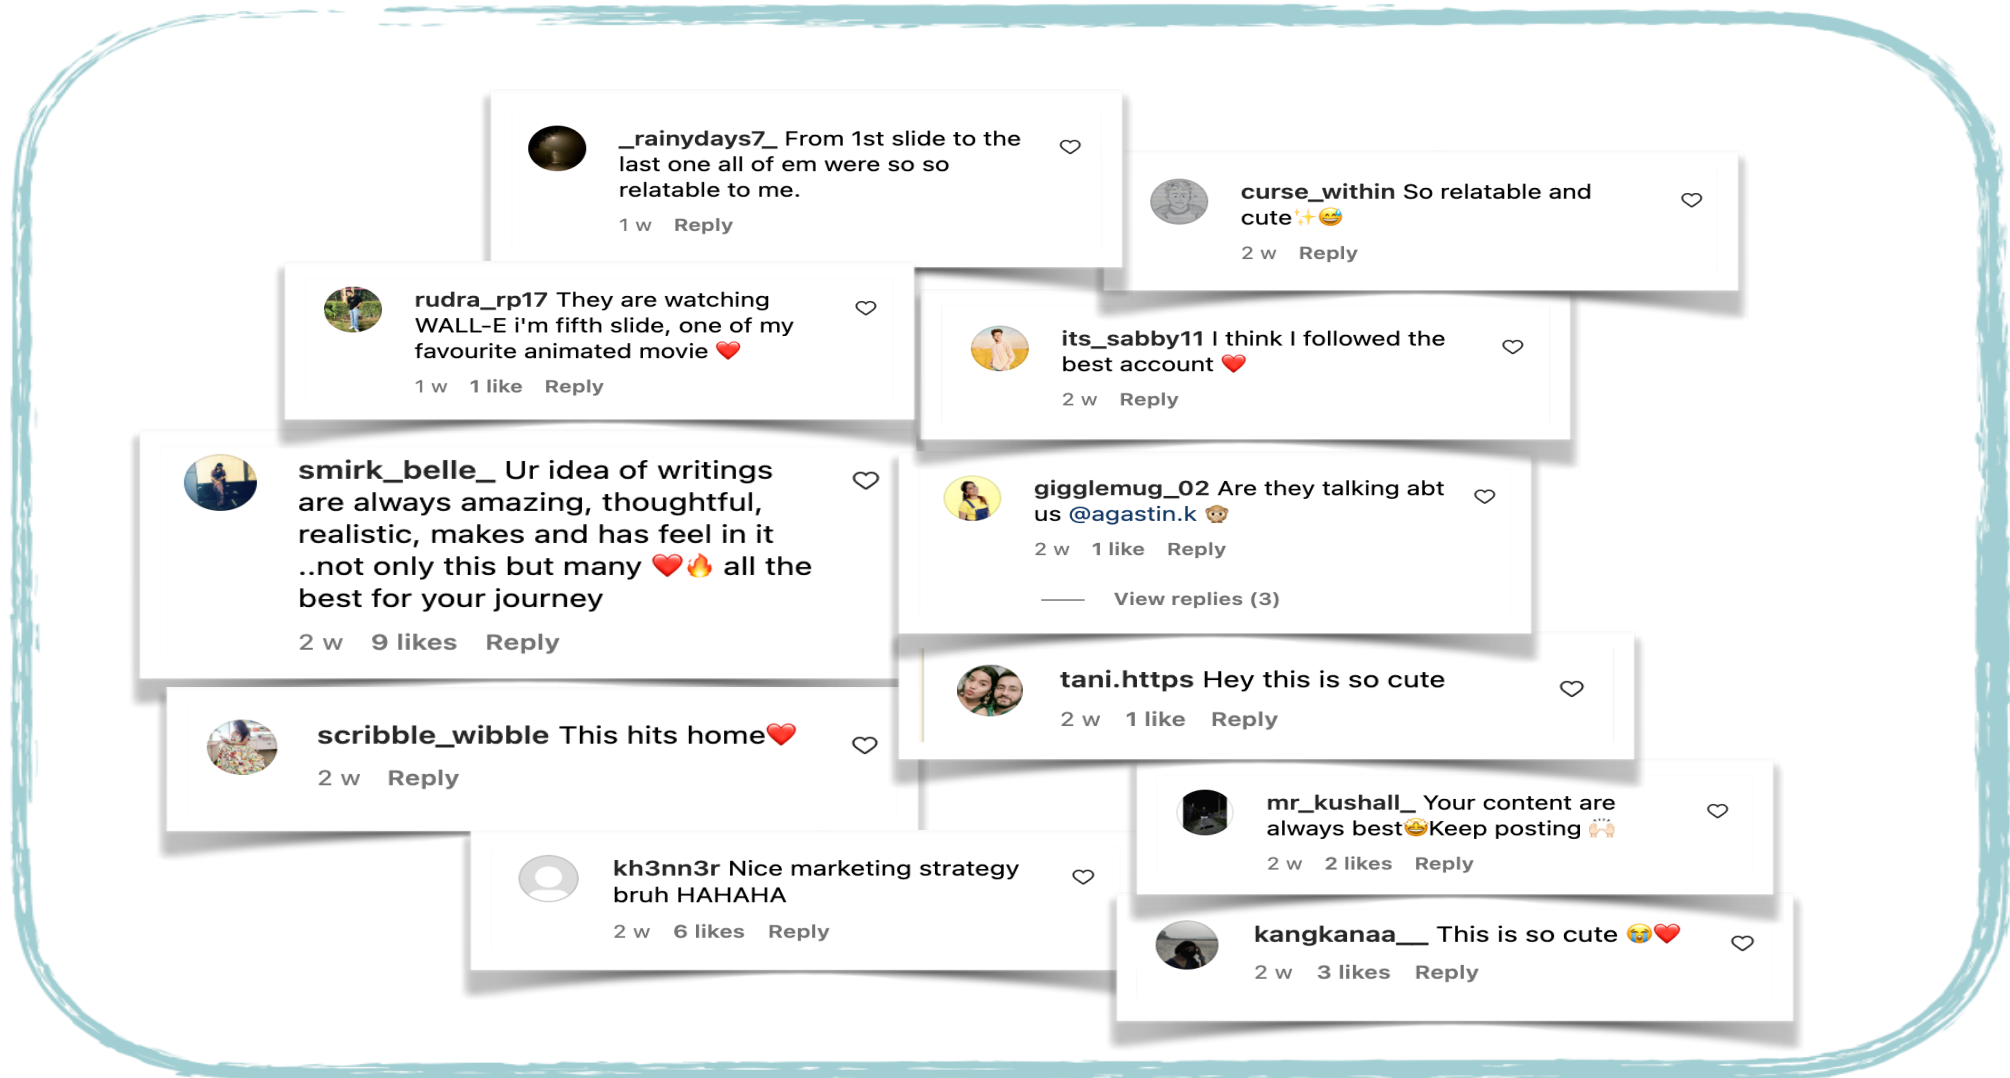 _rainydays7_ From 1st slide to the
last one all of em were so so
relatable to me.
1 w Reply
curse_within So relatable and
cute✨😅
2 w Reply
rudra_rp17 They are watching
WALL-E i'm fifth slide, one of my
favourite animated movie ❤️
1 w 1 like Reply
its_sabby11 I think I followed the
best account ❤️
2 w Reply
smirk_belle_ Ur idea of writings
are always amazing, thoughtful,
realistic, makes and has feel in it
..not only this but many ❤️🔥 all the
best for your journey
2 w 9 likes Reply
gigglemug_02 Are they talking abt
us @agastin.k 🙊
2 w 1 like Reply
View replies (3)
tani.https Hey this is so cute
2 w 1 like Reply
scribble_wibble This hits home❤️
2 w Reply
mr_kushall_ Your content are
always best🤩Keep posting 🙌🏻
2 w 2 likes Reply
kh3nn3r Nice marketing strategy
bruh HAHAHA
2 w 6 likes Reply
kangkanaa__ This is so cute 😭❤️
2 w 3 likes Reply